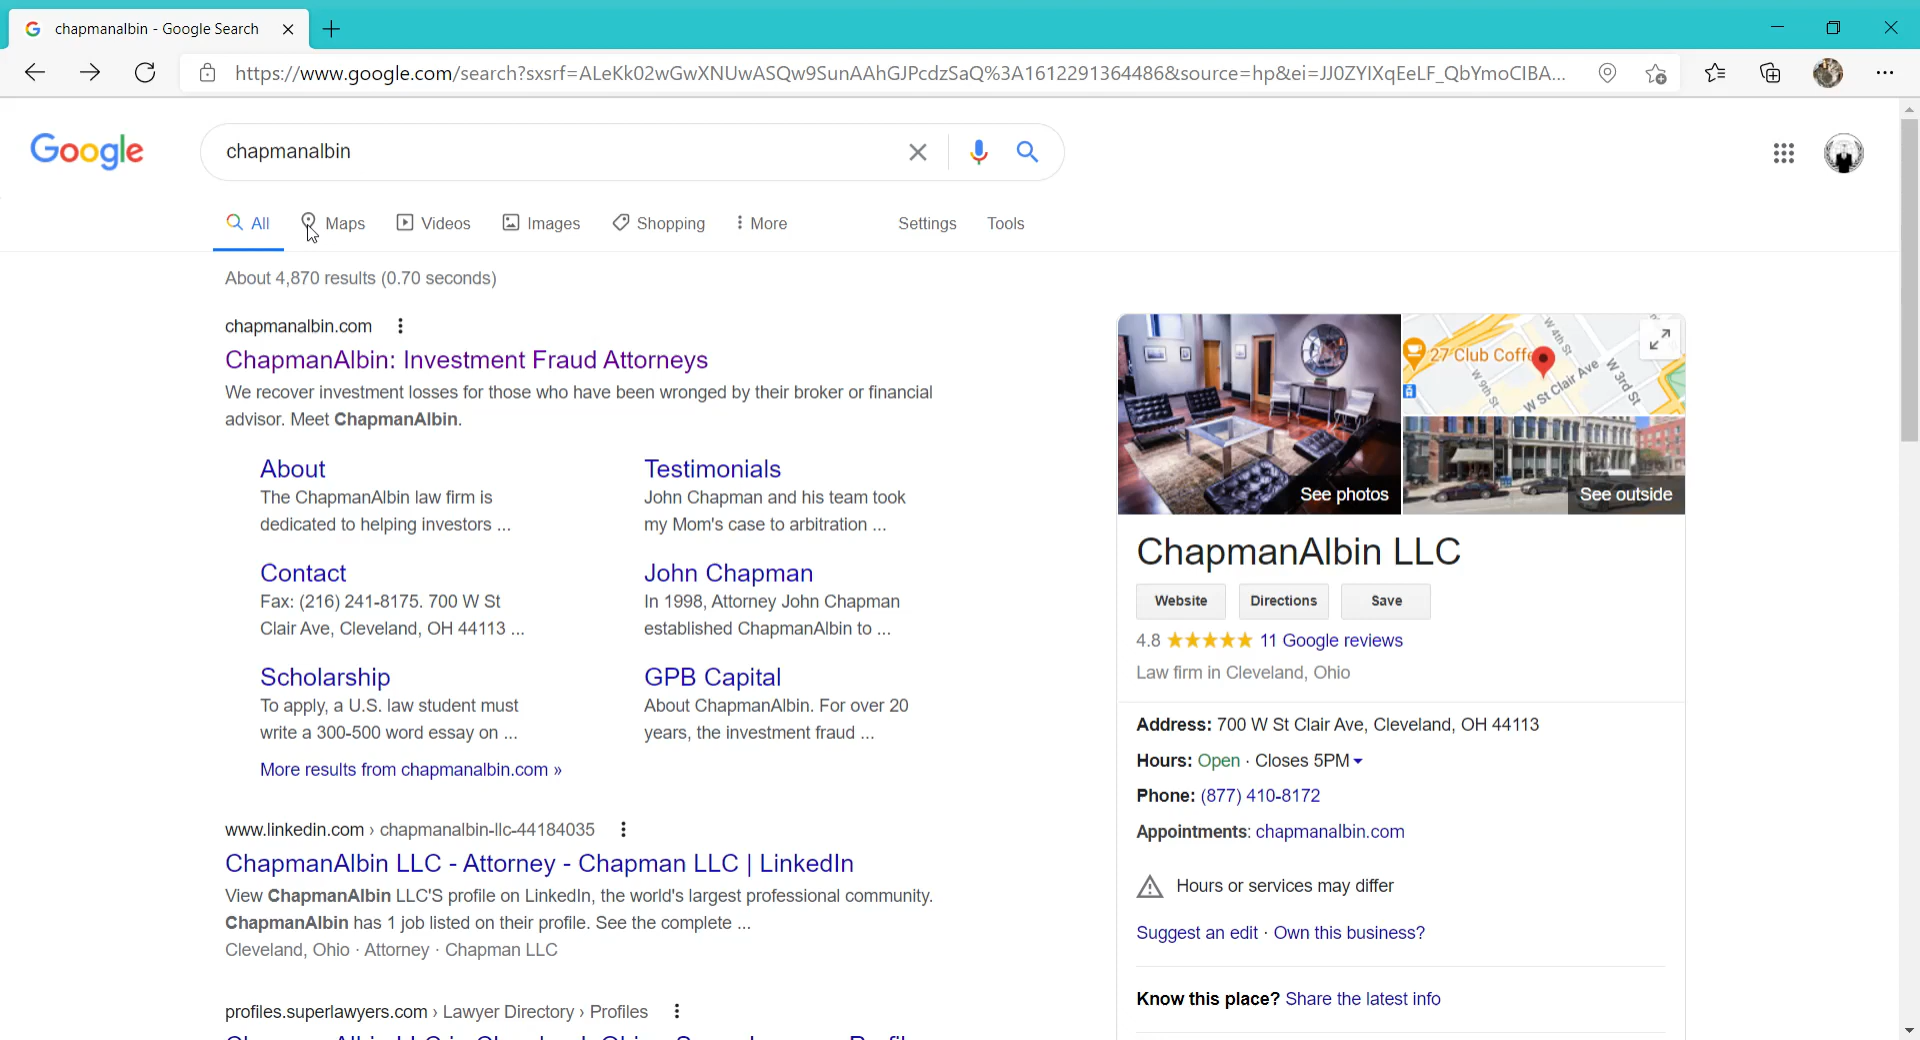 chapmanalbin - Google Search
https://www.google.com/search?sxsrf=ALeKk02wGwXNUwASQw9SunAAhGJPcdzSaQ%3A1612291364486&source=hp&ei=JJ0ZYIXqEeLF_QbYmoCIBA...
Google
chapmanalbin
All Maps Videos Images Shopping More Settings Tools
About 4,870 results (0.70 seconds)
chapmanalbin.com
ChapmanAlbin: Investment Fraud Attorneys
We recover investment losses for those who have been wronged by their broker or financial
advisor. Meet ChapmanAlbin.
About
The ChapmanAlbin law firm is
dedicated to helping investors ...
Testimonials
John Chapman and his team took
my Mom's case to arbitration ...
Contact
Fax: (216) 241-8175. 700 W St
Clair Ave, Cleveland, OH 44113 ...
John Chapman
In 1998, Attorney John Chapman
established ChapmanAlbin to ...
Scholarship
To apply, a U.S. law student must
write a 300-500 word essay on ...
GPB Capital
About ChapmanAlbin. For over 20
years, the investment fraud ...
More results from chapmanalbin.com »
www.linkedin.com › chapmanalbin-llc-44184035
ChapmanAlbin LLC - Attorney - Chapman LLC | LinkedIn
View ChapmanAlbin LLC'S profile on LinkedIn, the world's largest professional community.
ChapmanAlbin has 1 job listed on their profile. See the complete ...
Cleveland, Ohio · Attorney · Chapman LLC
profiles.superlawyers.com › Lawyer Directory › Profiles
See photos
27 Club Coffe
W 4th St
W 9th St
W St Clair Ave
W 3rd St
See outside
ChapmanAlbin LLC
Website Directions Save
4.8 11 Google reviews
Law firm in Cleveland, Ohio
Address: 700 W St Clair Ave, Cleveland, OH 44113
Hours: Open · Closes 5PM
Phone: (877) 410-8172
Appointments: chapmanalbin.com
Hours or services may differ
Suggest an edit · Own this business?
Know this place? Share the latest info